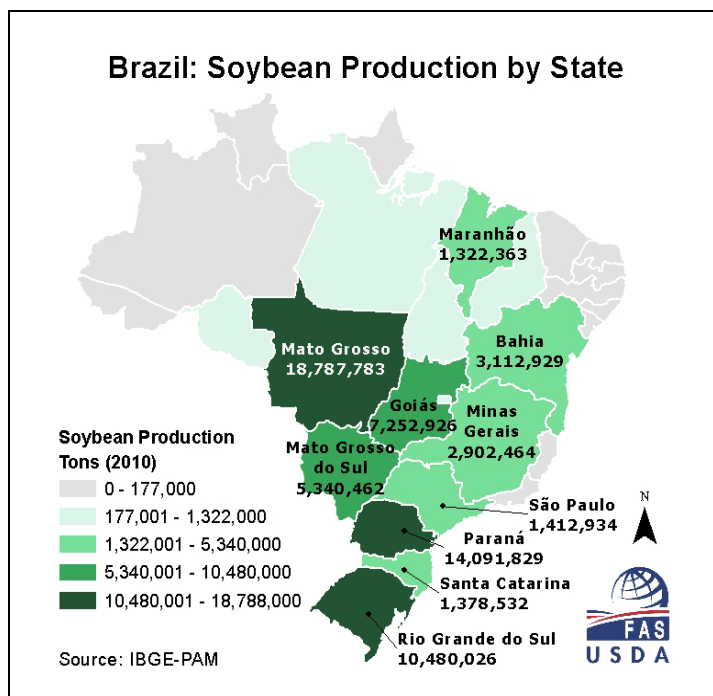 Brazil: Soybean Production by State
Maranhão
1,322,363
Bahia
3,112,929
Mato Grosso
18,787,783
Goiás
7,252,926
Minas
Gerais
2,902,464
Mato Grosso
do Sul
5,340,462
São Paulo
1,412,934
Paraná
14,091,829
Santa Catarina
1,378,532
Rio Grande do Sul
10,480,026
Soybean Production
Tons (2010)
0 - 177,000
177,001 - 1,322,000
1,322,001 - 5,340,000
5,340,001 - 10,480,000
10,480,001 - 18,788,000
Source: IBGE-PAM
N
FAS
USDA